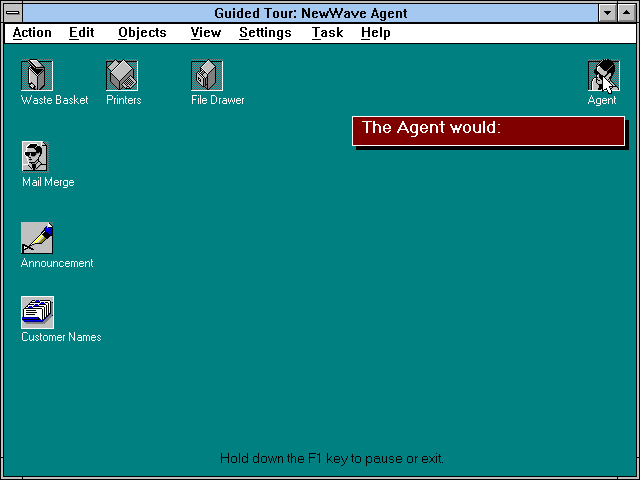 Guided Tour: NewWave Agent
Action Edit Objects View Settings Task Help
Waste Basket Printers File Drawer Agent
The Agent would:
Mail Merge
Announcement
Customer Names
Hold down the F1 key to pause or exit.